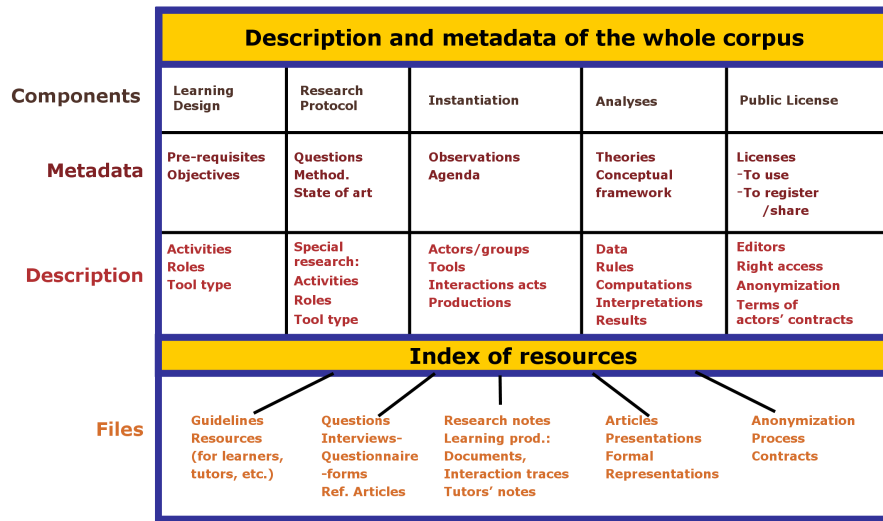 Description and metadata of the whole corpus
Components
Learning
Design
Research
Protocol
Instantiation
Analyses
Public License
Metadata
Pre-requisites
Objectives
Questions
Method.
State of art
Observations
Agenda
Theories
Conceptual
framework
Licenses
-To use
-To register
/share
Description
Activities
Roles
Tool type
Special
research:
Activities
Roles
Tool type
Actors/groups
Tools
Interactions acts
Productions
Data
Rules
Computations
Interpretations
Results
Editors
Right access
Anonymization
Terms of
actors’ contracts
Index of resources
Files
Guidelines
Resources
(for learners,
tutors, etc.)
Questions
Interviews-
Questionnaire
-forms
Ref. Articles
Research notes
Learning prod.:
Documents,
Interaction traces
Tutors’ notes
Articles
Presentations
Formal
Representations
Anonymization
Process
Contracts